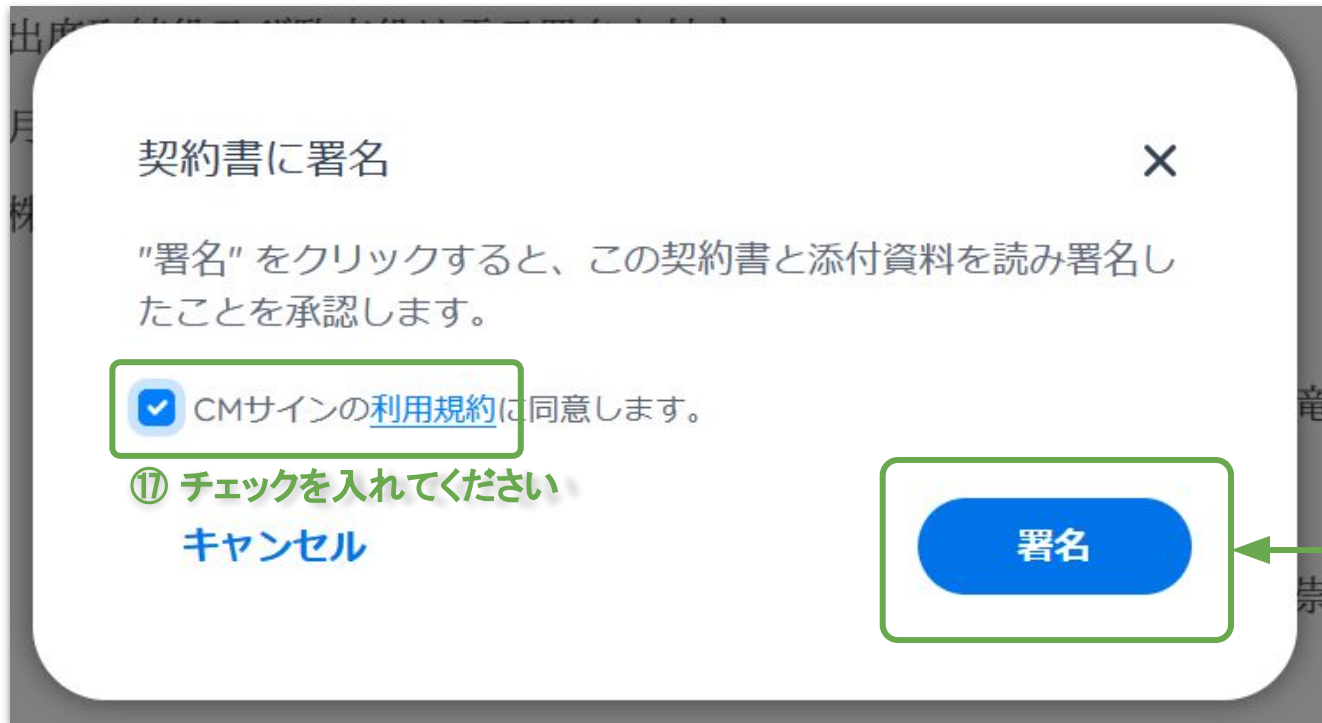 契約書に署名
"署名" をクリックすると、この契約書と添付資料を読み署名し
たことを承認します。
CMサインの利用規約に同意します。
⑰ チェックを入れてください
キャンセル
署名
月
株
竜
崇